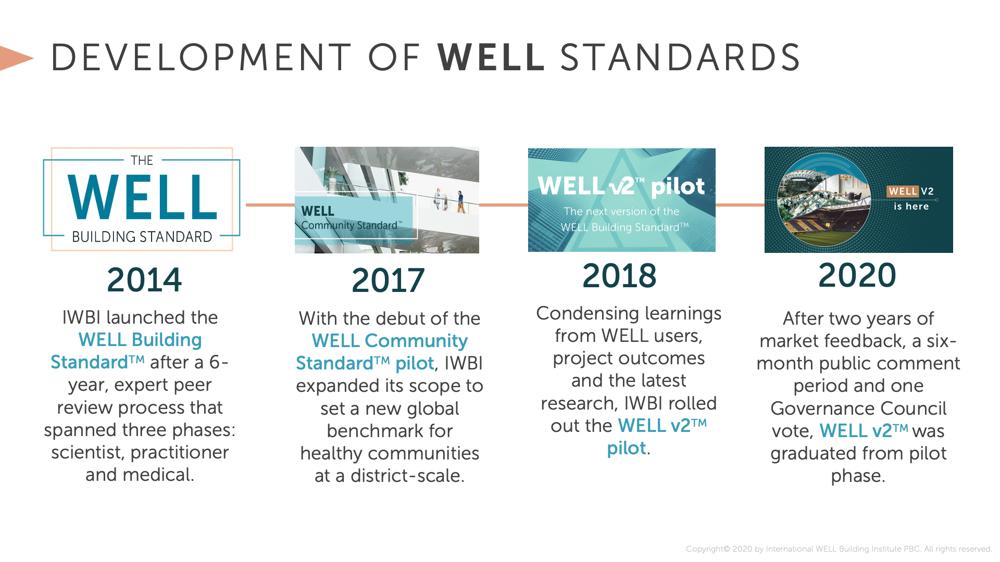 DEVELOPMENT OF WELL STANDARDS
THE
WELL
BUILDING STANDARD
2014
IWBI launched the
WELL Building
Standard™ after a 6-
year, expert peer
review process that
spanned three phases:
scientist, practitioner
and medical.
WELL
Community Standard™
2017
With the debut of the
WELL Community
Standard™ pilot, IWBI
expanded its scope to
set a new global
benchmark for
healthy communities
at a district-scale.
WELL v2™ pilot
The next version of the
WELL Building Standard™
2018
Condensing learnings
from WELL users,
project outcomes
and the latest
research, IWBI rolled
out the WELL v2™
pilot.
WELL V2
is here
2020
After two years of
market feedback, a six-
month public comment
period and one
Governance Council
vote, WELL v2™ was
graduated from pilot
phase.
Copyright© 2020 by International WELL Building Institute PBC. All rights reserved.